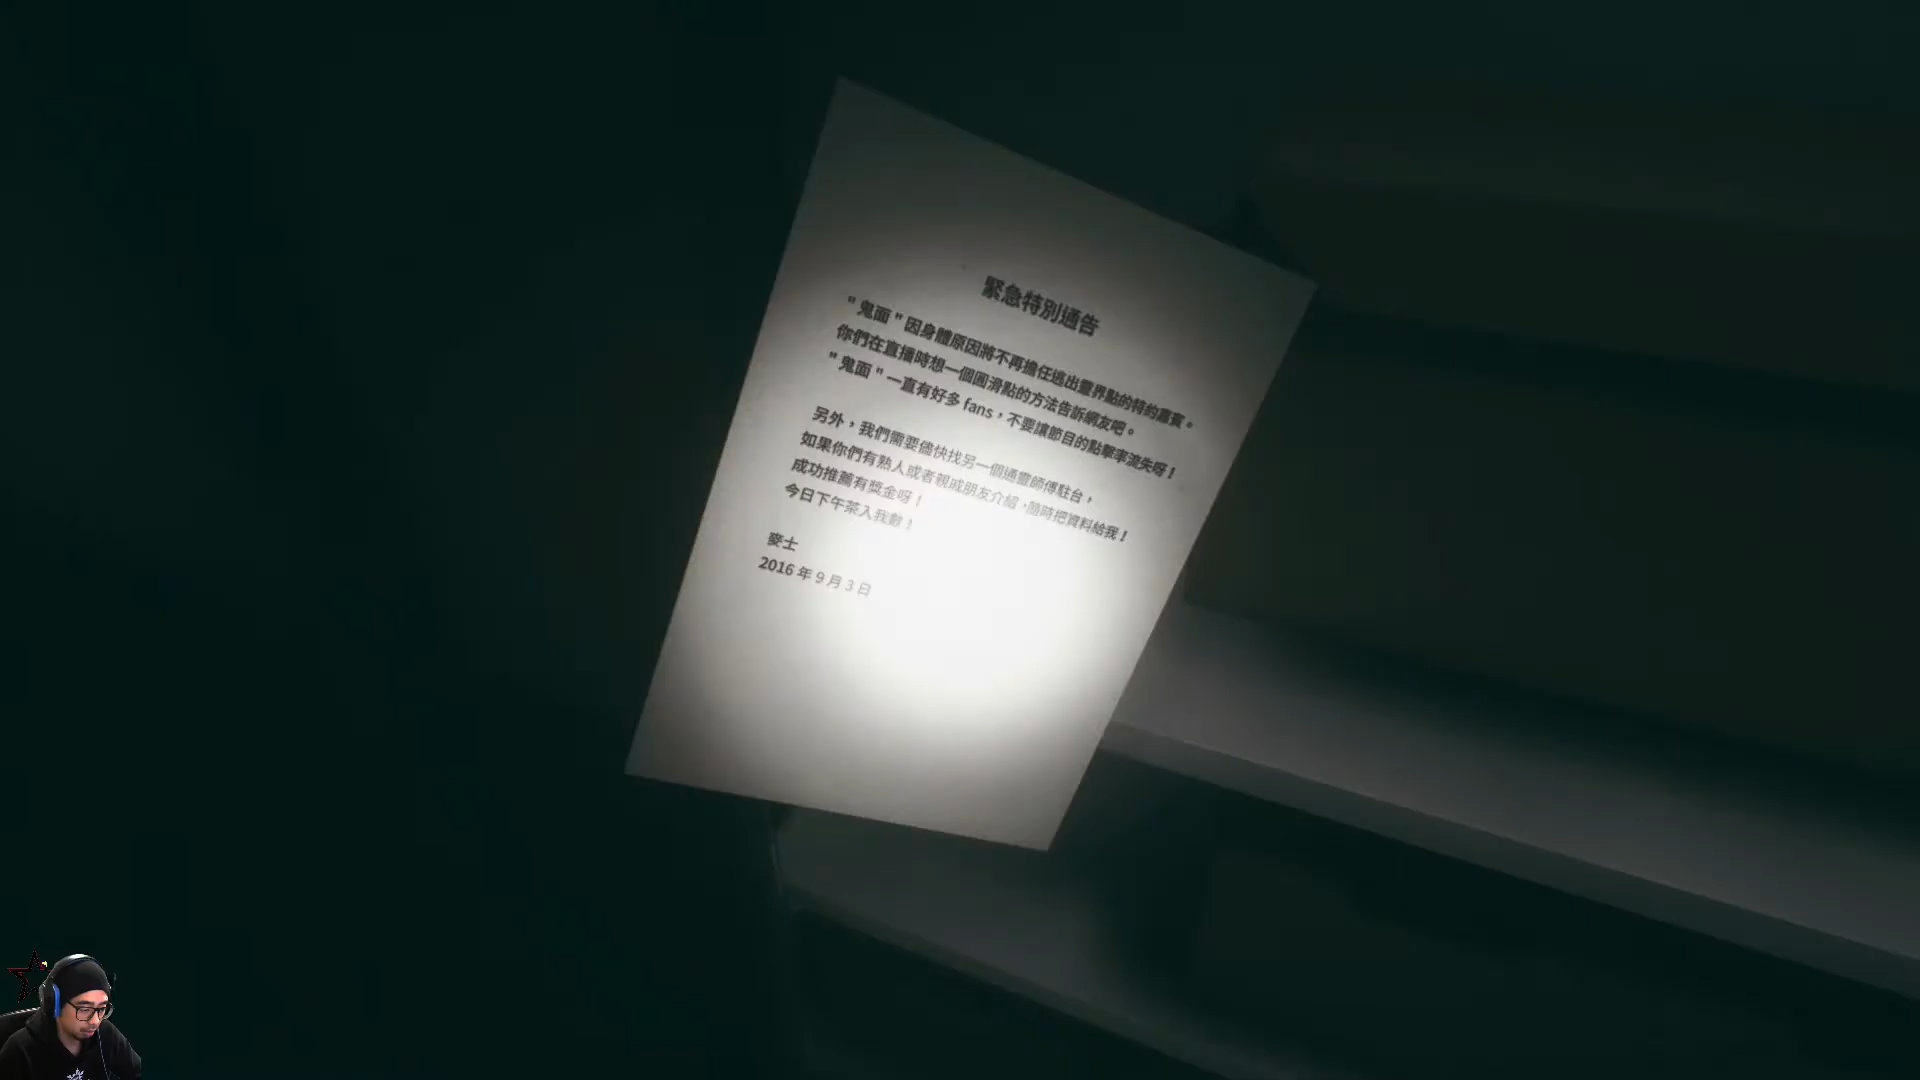 緊急特別通告
"鬼面"因身體原因將不再擔任逃出靈界點的特約嘉賓。
你們在直播時想一個圓滑點的方法告訴網友吧。
"鬼面"一直有好多 fans，不要讓節目的點擊率流失呀！
另外，我們需要儘快找另一個通靈師傅駐台，
如果你們有熟人或者親戚朋友介紹，隨時把資料給我！
成功推薦有獎金呀！
今日下午茶入我數！
麥士
2016 年 9 月 3 日